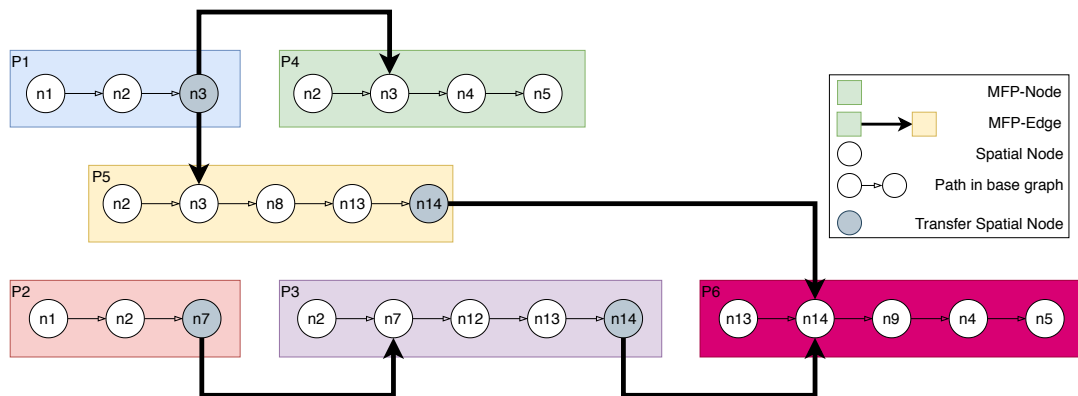 P1
n1 n2 n3
P4
n2 n3 n4 n5
P5
n2 n3 n8 n13 n14
P2
n1 n2 n7
P3
n2 n7 n12 n13 n14
P6
n13 n14 n9 n4 n5
MFP-Node
MFP-Edge
Spatial Node
Path in base graph
Transfer Spatial Node